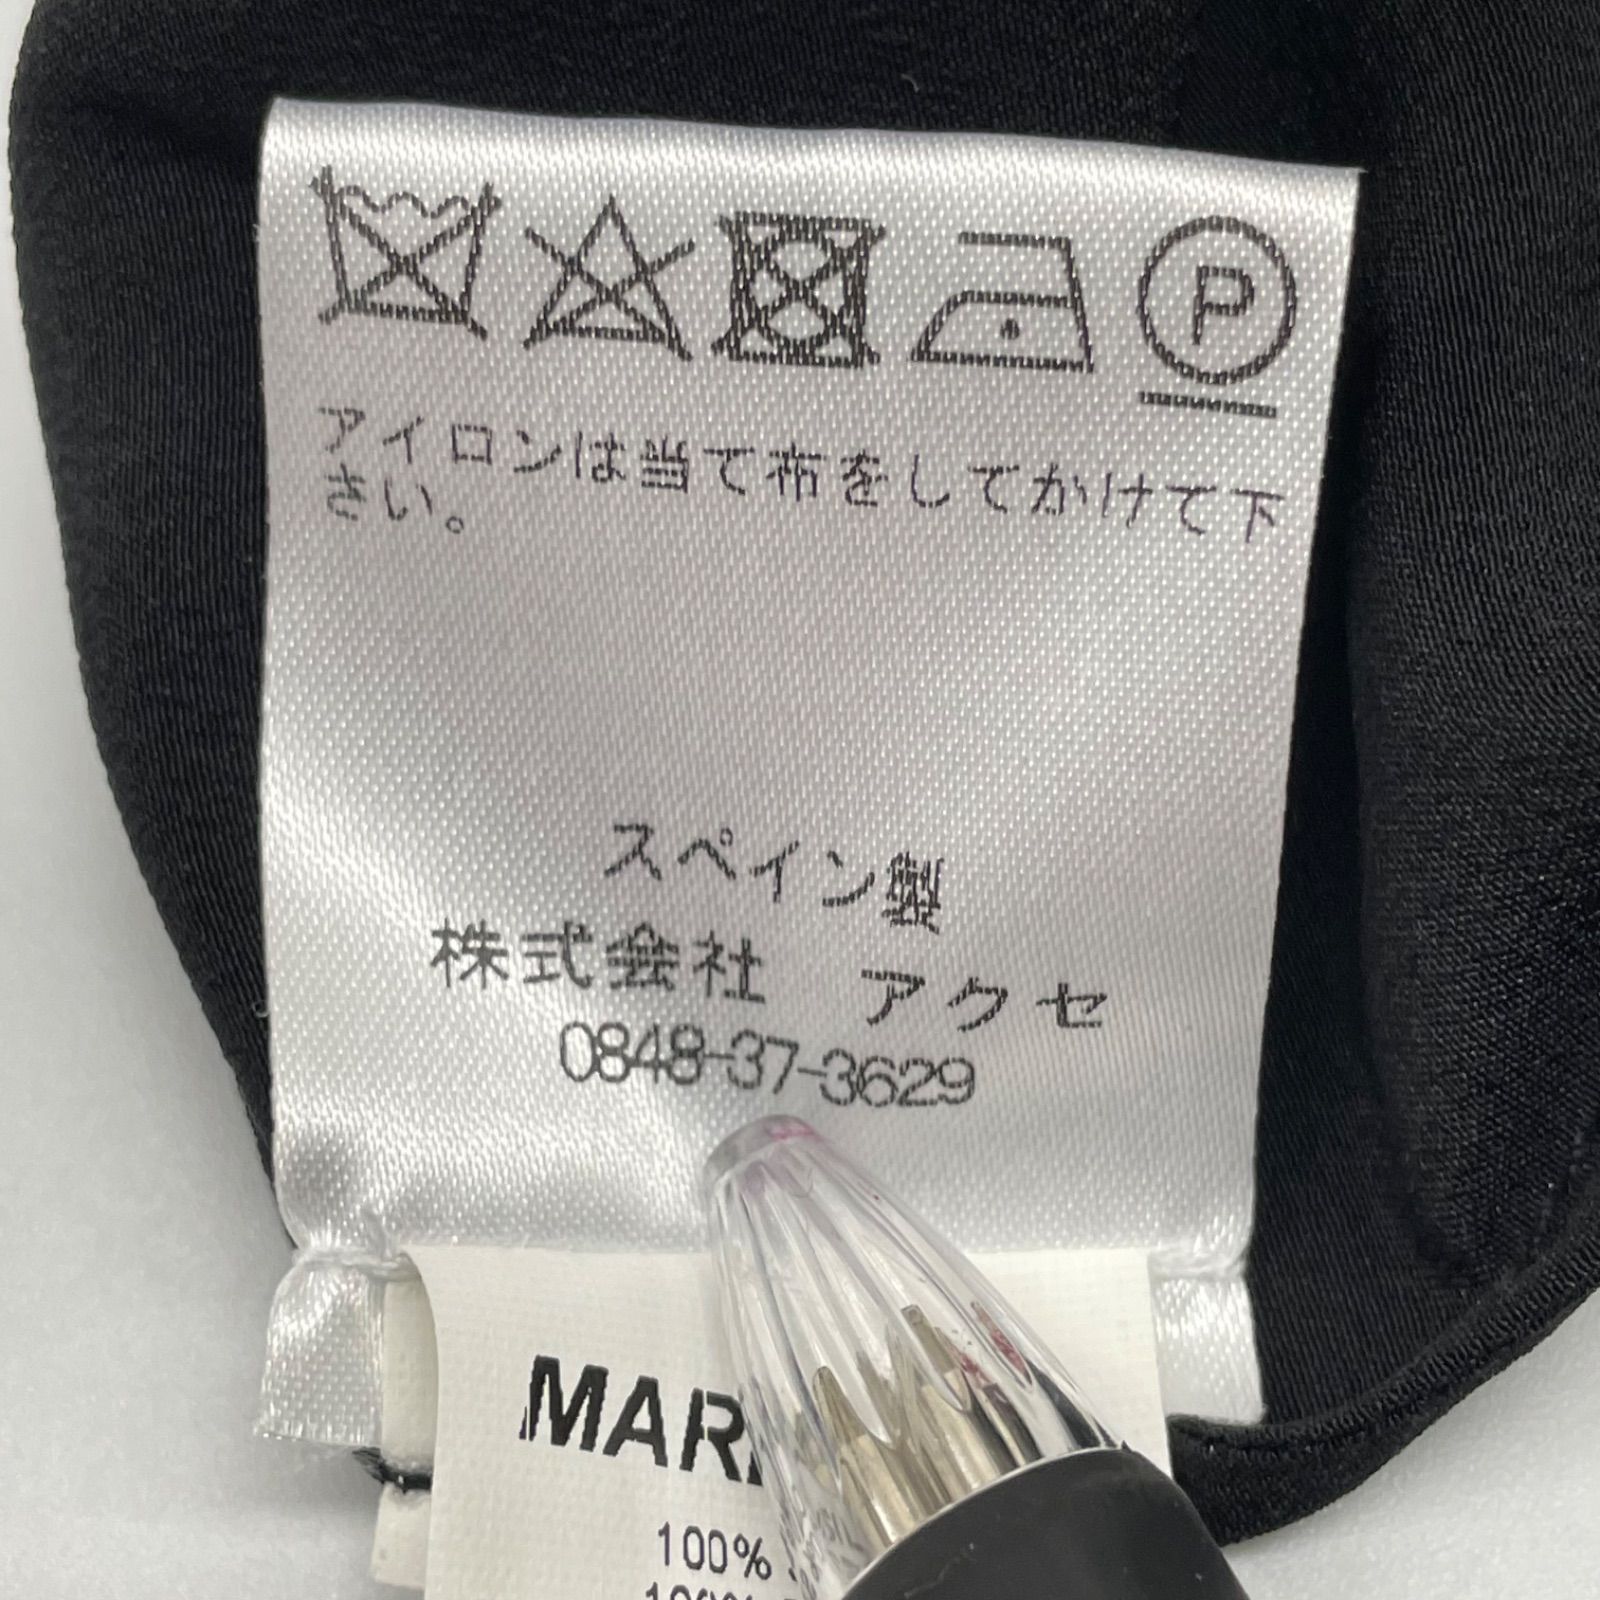 P
アイロンは当て布をしてかけて下
さい。
スペイン製
株式会社 アクセ
0848-37-3629
100%
100%